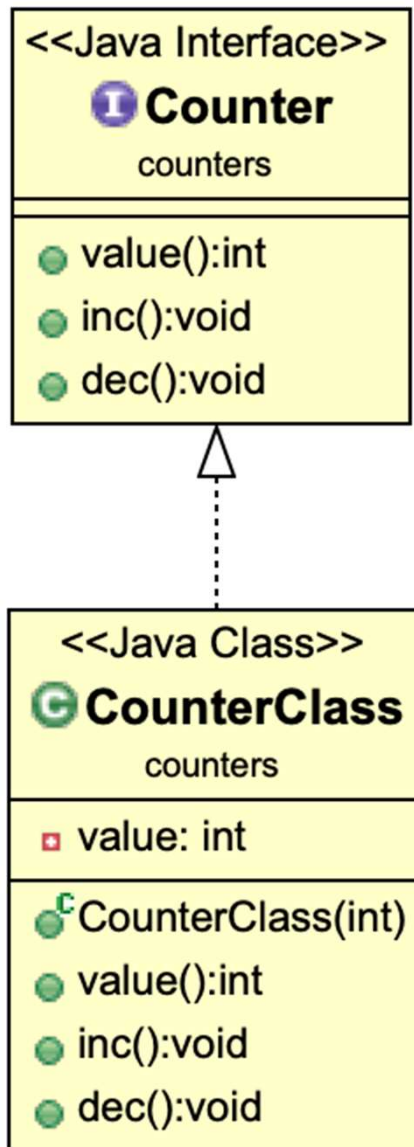 <<Java Interface>>
I Counter
counters
value():int
inc():void
dec():void
<<Java Class>>
C CounterClass
counters
value: int
C CounterClass(int)
value():int
inc():void
dec():void